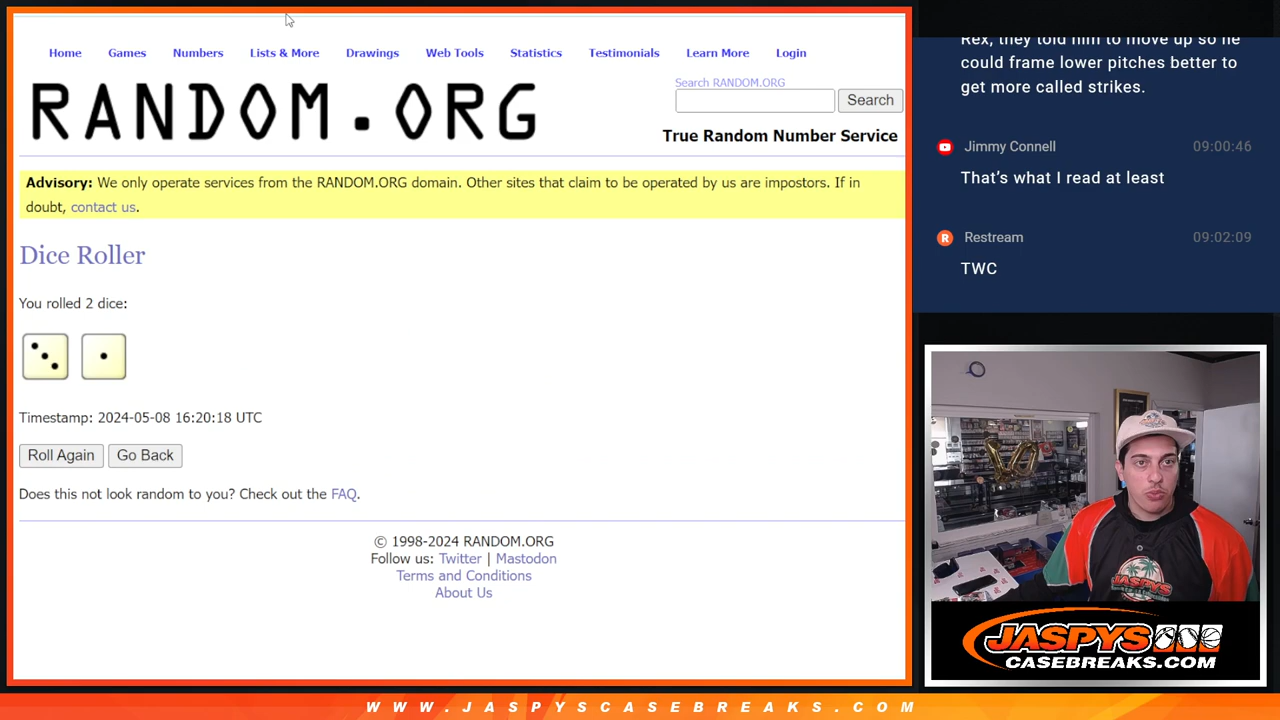 Home Games Numbers Lists & More Drawings Web Tools Statistics Testimonials Learn More Login
RANDOM.ORG
Search RANDOM.ORG
Search
True Random Number Service
Advisory: We only operate services from the RANDOM.ORG domain. Other sites that claim to be operated by us are impostors. If in
doubt, contact us.
Dice Roller
You rolled 2 dice:
Timestamp: 2024-05-08 16:20:18 UTC
Roll Again Go Back
Does this not look random to you? Check out the FAQ.
© 1998-2024 RANDOM.ORG
Follow us: Twitter | Mastodon
Terms and Conditions
About Us
Rex, they told him to move up so he
could frame lower pitches better to
get more called strikes.
Jimmy Connell 09:00:46
That's what I read at least
R Restream 09:02:09
TWC
JASPYS
JASPYS
CASEBREAKS.COM
WWW.JASPYSCASEBREAKS.COM